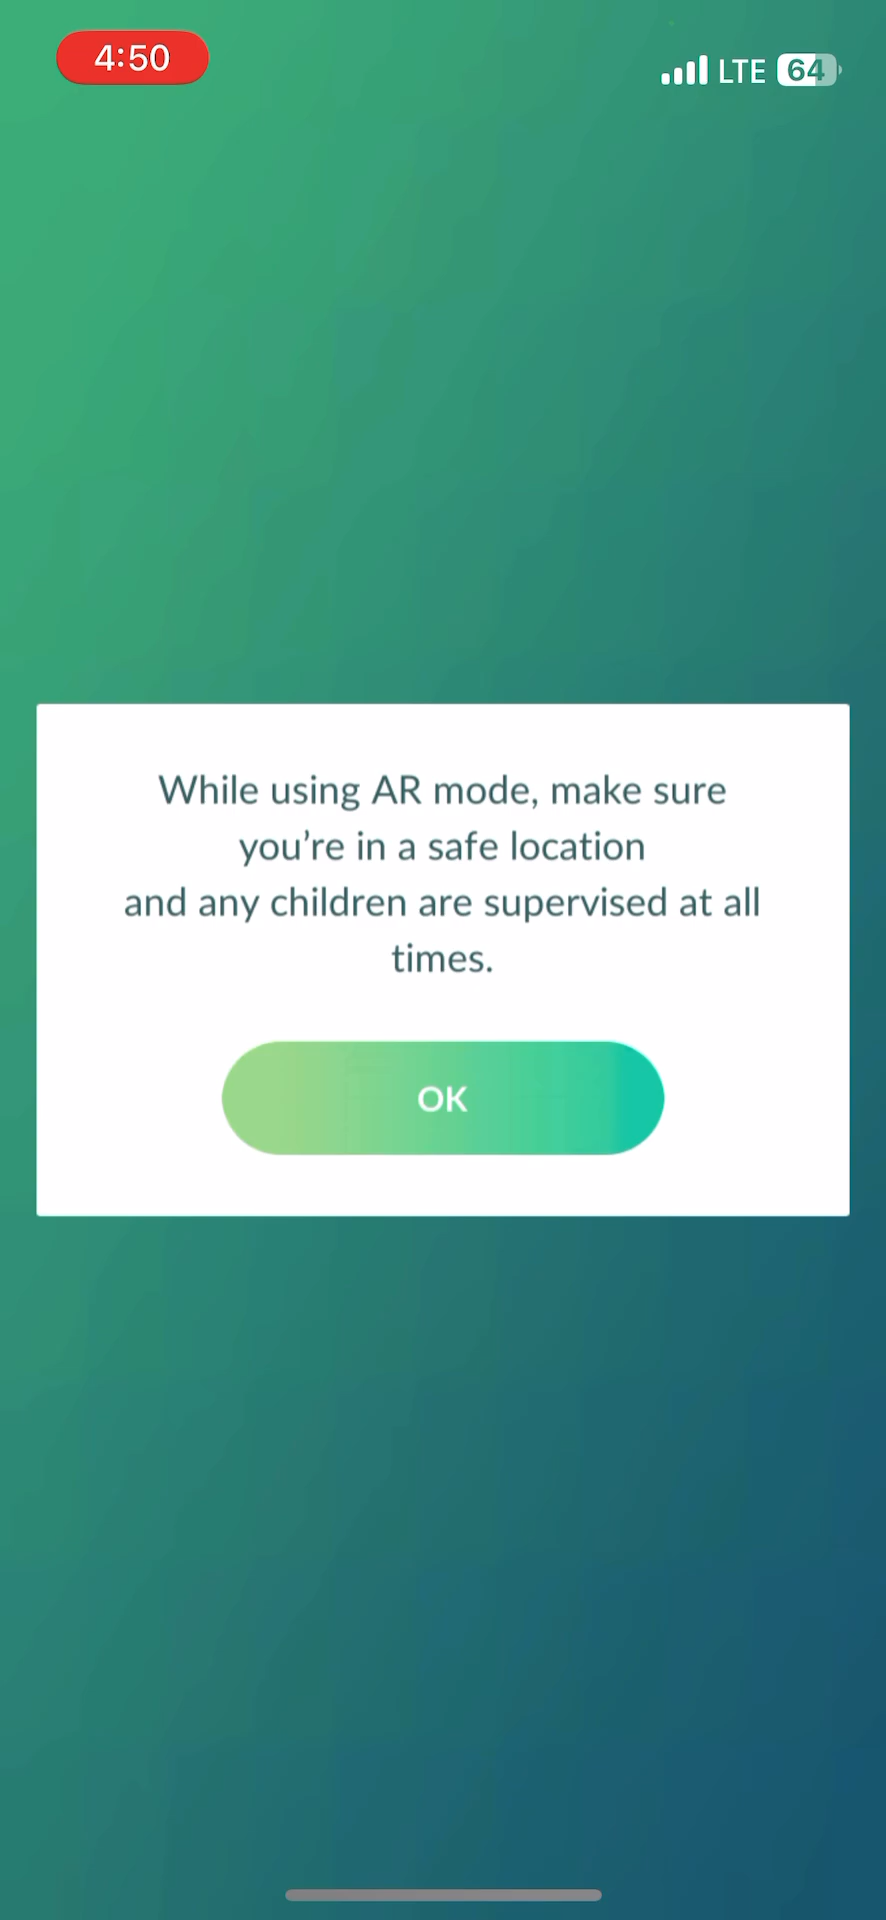 4:50
LTE 64
While using AR mode, make sure
you’re in a safe location
and any children are supervised at all
times.
OK